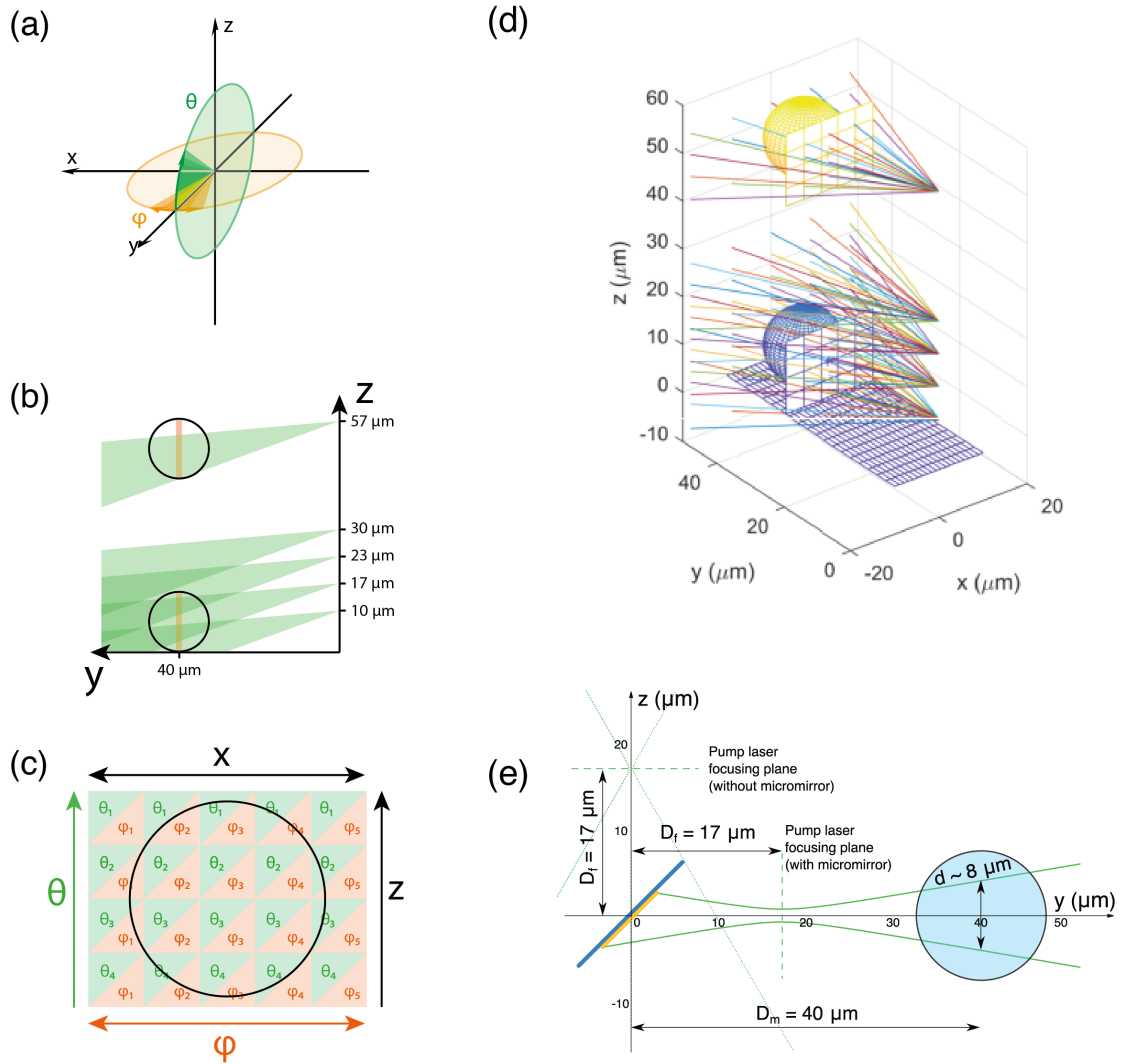 (a)
z
θ
x
φ
y
(b)
z
57 μm
30 μm
23 μm
17 μm
10 μm
y
40 μm
(c)
x
θ₁ θ₁ θ₁ θ₁ θ₁
φ₁ φ₂ φ₃ φ₄ φ₅
θ₂ θ₂ θ₂ θ₂ θ₂
φ φ₂ φ₃ φ₄ φ₅
θ₃ θ₃ θ₃ θ₃ θ₃
φ₁ φ₂ φ₃ φ₄ φ₅
θ₄ θ₄ θ₄ θ₄ θ₄
φ₁ φ₂ φ₃ φ₄ φ₅
θ
z
φ
(d)
60
50
40
30
20
10
0
-10
z (μm)
40
20
0
y (μm)
-20
0
20
x (μm)
(e)
z (μm)
20
Pump laser
focusing plane
(without micromirror)
D_f = 17 μm
10
D_f = 17 μm
Pump laser
focusing plane
(with micromirror)
d ~ 8 μm
y (μm)
0 10 20 30 40 50
-10
D_m = 40 μm